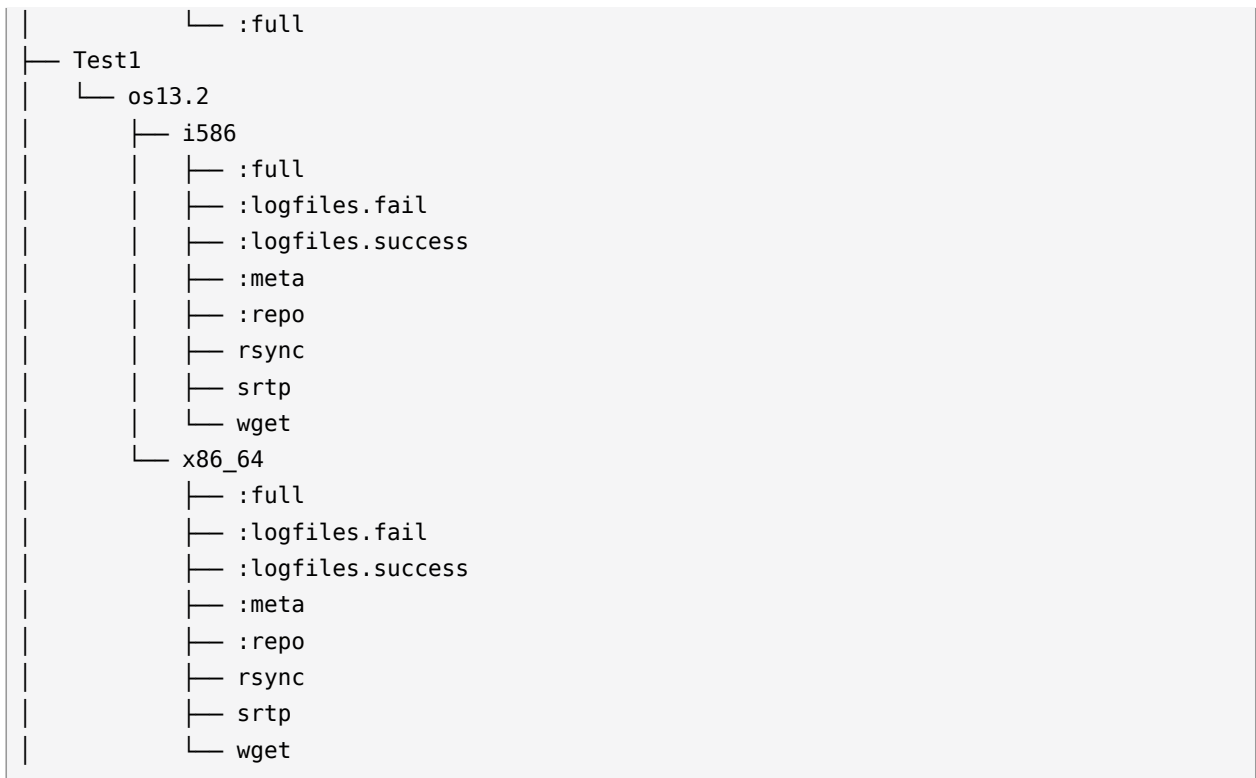 │           └── :full
├── Test1
│   └── os13.2
│       ├── i586
│       │   ├── :full
│       │   ├── :logfiles.fail
│       │   ├── :logfiles.success
│       │   ├── :meta
│       │   ├── :repo
│       │   ├── rsync
│       │   ├── srtp
│       │   └── wget
│       └── x86_64
│           ├── :full
│           ├── :logfiles.fail
│           ├── :logfiles.success
│           ├── :meta
│           ├── :repo
│           ├── rsync
│           ├── srtp
│           └── wget